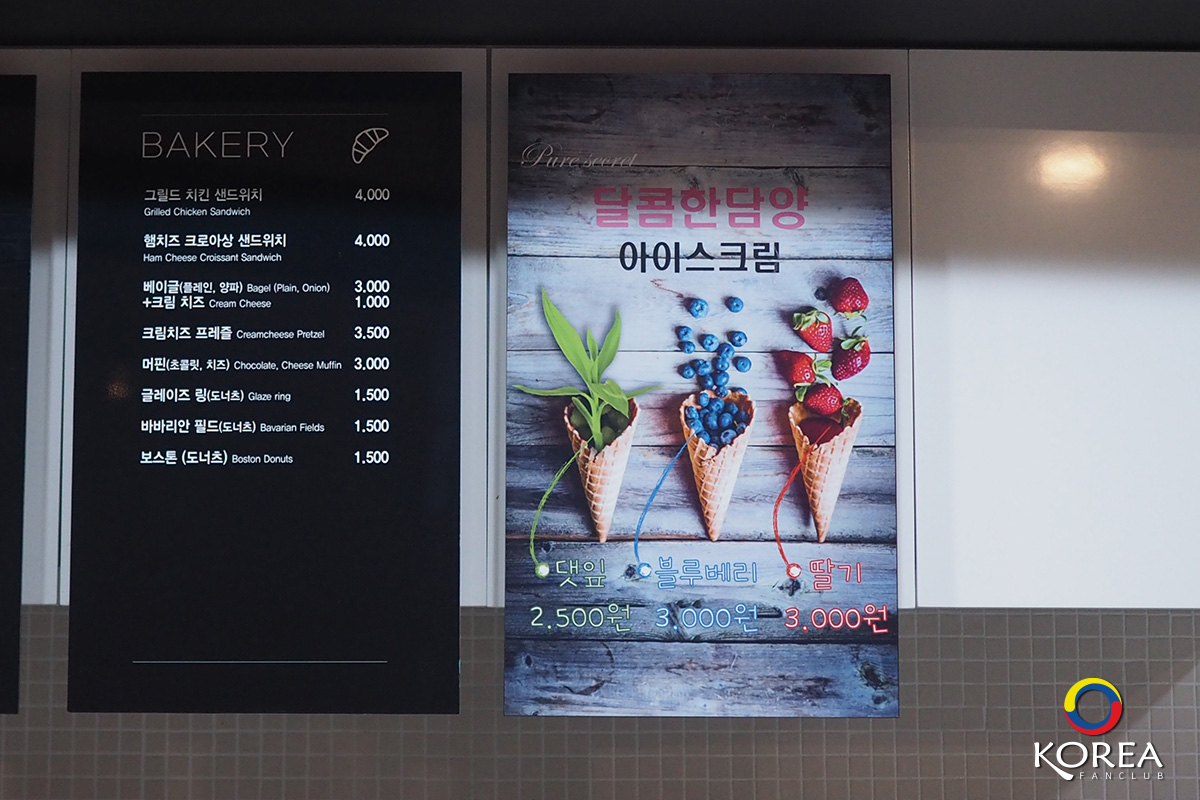 BAKERY
그릴드 치킨 샌드위치 4,000
Grilled Chicken Sandwich
햄치즈 크로아상 샌드위치 4,000
Ham Cheese Croissant Sandwich
베이글(플레인, 양파) Bagel (Plain, Onion) 3,000
+크림 치즈 Cream Cheese 1,000
크림치즈 프레즐 Creamcheese Pretzel 3,500
머핀(초콜릿, 치즈) Chocolate, Cheese Muffin 3,000
글레이즈 링(도너츠) Glaze ring 1,500
바바리안 필드(도너츠) Bavarian Fields 1,500
보스톤 (도너츠) Boston Donuts 1,500
Pure secret
달콤한담양
아이스크림
댓잎 블루베리 딸기
2.500원 3.000원 3.000원
KOREA
FANCLUB